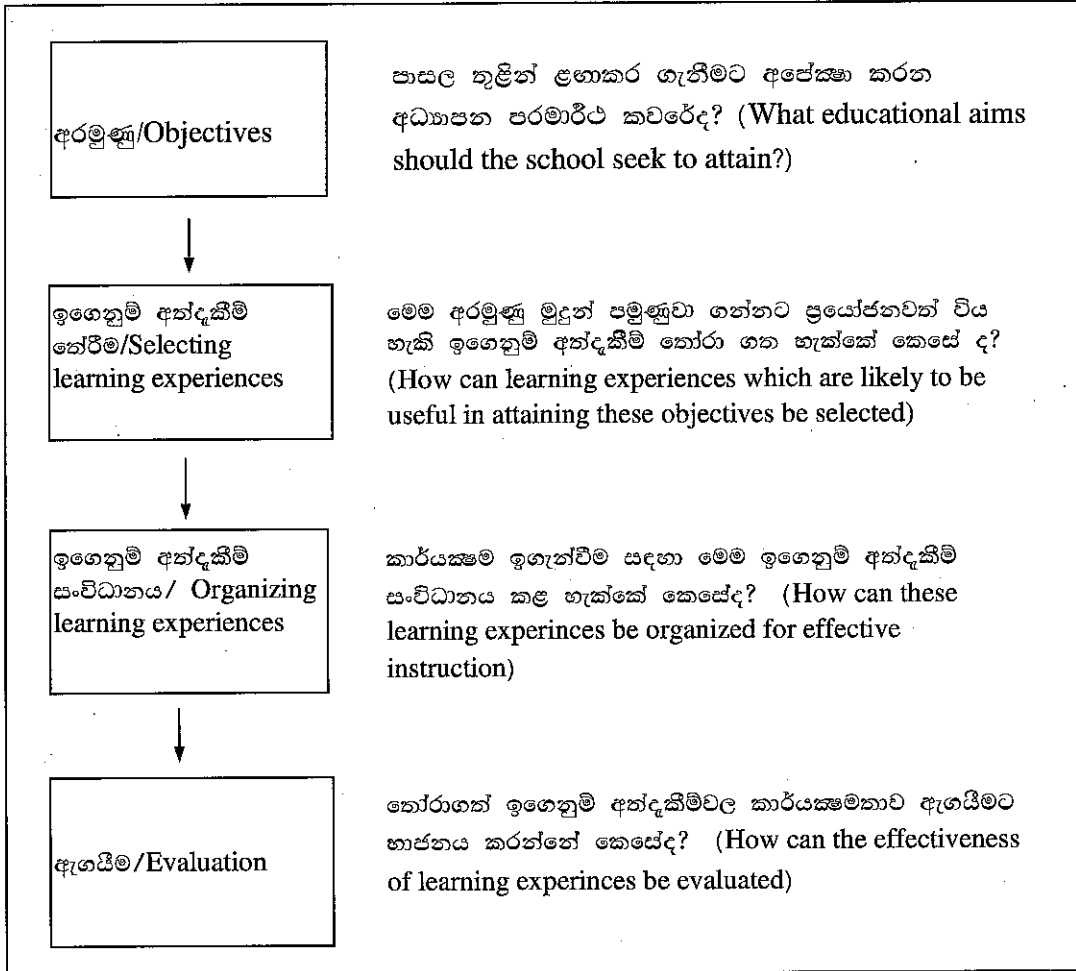 අරමුණු/Objectives
පාසල තුළින් ළඟාකර ගැනීමට අපේක්‍ෂා කරන
අධ්‍යාපන පරමාර්ථ කවරේද? (What educational aims
should the school seek to attain?)
ඉගෙනුම් අත්දැකීම්
තේරීම/Selecting
learning experiences
මෙම අරමුණු මුදුන් පමුණුවා ගන්නට ප්‍රයෝජනවත් විය
හැකි ඉගෙනුම් අත්දැකීම් තෝරා ගත හැක්කේ කෙසේ ද?
(How can learning experiences which are likely to be
useful in attaining these objectives be selected)
ඉගෙනුම් අත්දැකීම්
සංවිධානය/ Organizing
learning experiences
කාර්යක්‍ෂම ඉගැන්වීම සඳහා මෙම ඉගෙනුම් අත්දැකීම්
සංවිධානය කළ හැක්කේ කෙසේද? (How can these
learning experinces be organized for effective
instruction)
ඇගයීම/Evaluation
තෝරාගත් ඉගෙනුම් අත්දැකීම්වල කාර්යක්‍ෂමතාව ඇගයීමට
භාජනය කරන්නේ කෙසේද? (How can the effectiveness
of learning experinces be evaluated)